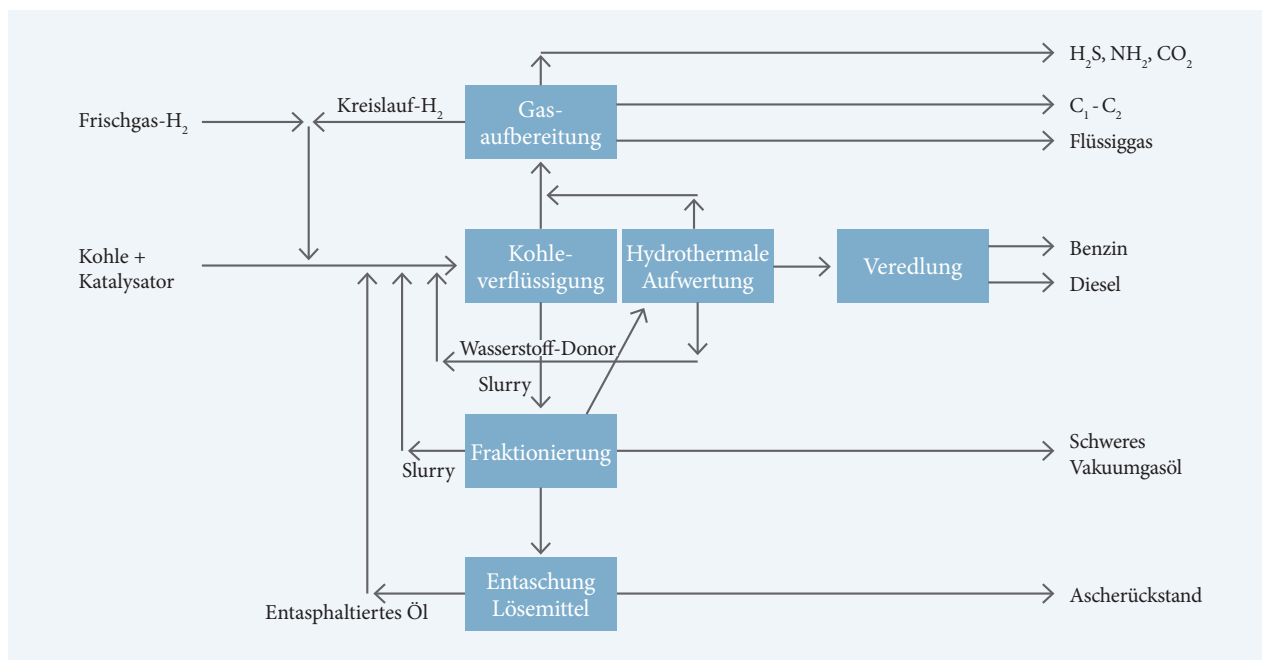 H₂S, NH₂, CO₂
Kreislauf-H₂
Gas-
aufbereitung
C₁ - C₂
Frischgas-H₂
Flüssiggas
Kohle +
Katalysator
Kohle-
verflüssigung
Hydrothermale
Aufwertung
Veredlung
Benzin
Diesel
Wasserstoff-Donor
Slurry
Fraktionierung
Slurry
Schweres
Vakuumgasöl
Entaschung
Lösemittel
Entasphaltiertes Öl
Ascherückstand